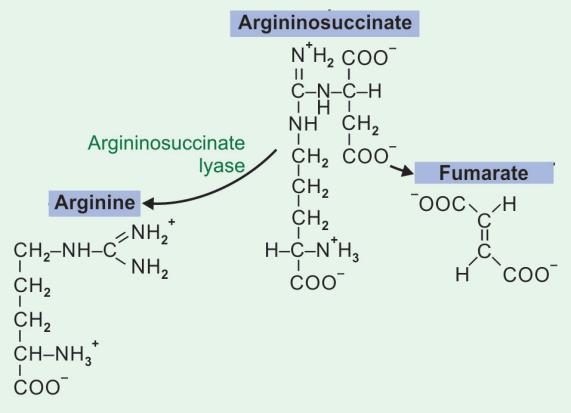 Argininosuccinate
N⁺H₂ COO⁻
C–N–C–H
H
NH CH₂
Argininosuccinate
lyase
CH₂ COO⁻
Fumarate
CH₂
Arginine
⁻OOC H
CH₂
C
NH₂⁺
CH₂–NH–C
H–C–N⁺H₃
C
NH₂
H COO⁻
COO⁻
CH₂
CH₂
CH–NH₃⁺
COO⁻